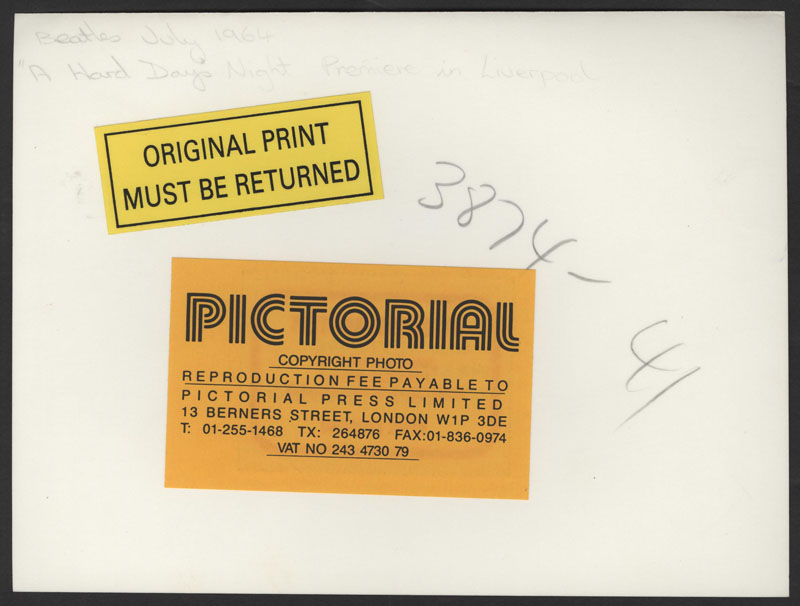 Beatles July 1964
"A Hard Day's Night Premiere in Liverpool
ORIGINAL PRINT
MUST BE RETURNED
3874-
41
PICTORIAL
COPYRIGHT PHOTO
REPRODUCTION FEE PAYABLE TO
PICTORIAL PRESS LIMITED
13 BERNERS STREET, LONDON W1P 3DE
T: 01-255-1468 TX: 264876 FAX:01-836-0974
VAT NO 243 4730 79